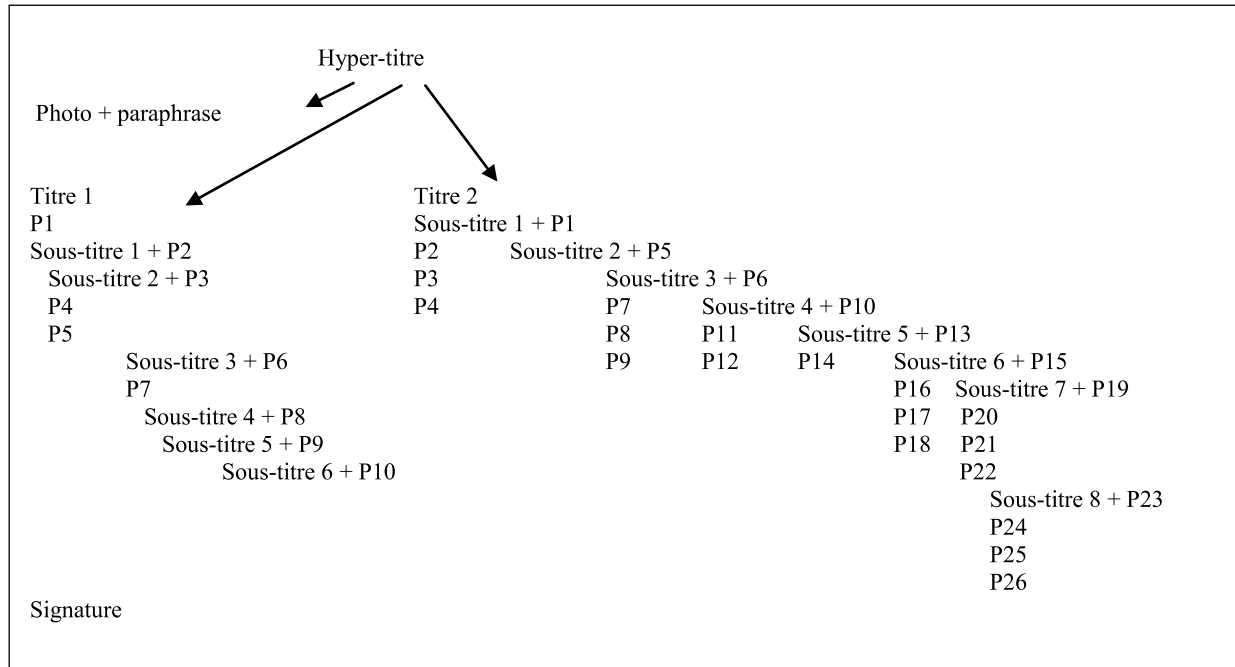 Hyper-titre
Photo + paraphrase
Titre 1 Titre 2
P1 Sous-titre 1 + P1
Sous-titre 1 + P2 P2 Sous-titre 2 + P5
Sous-titre 2 + P3 P3 Sous-titre 3 + P6
P4 P4 P7 Sous-titre 4 + P10
P5 P8 P11 Sous-titre 5 + P13
Sous-titre 3 + P6 P9 P12 P14 Sous-titre 6 + P15
P7 P16 Sous-titre 7 + P19
Sous-titre 4 + P8 P17 P20
Sous-titre 5 + P9 P18 P21
Sous-titre 6 + P10 P22
Sous-titre 8 + P23
P24
P25
P26
Signature